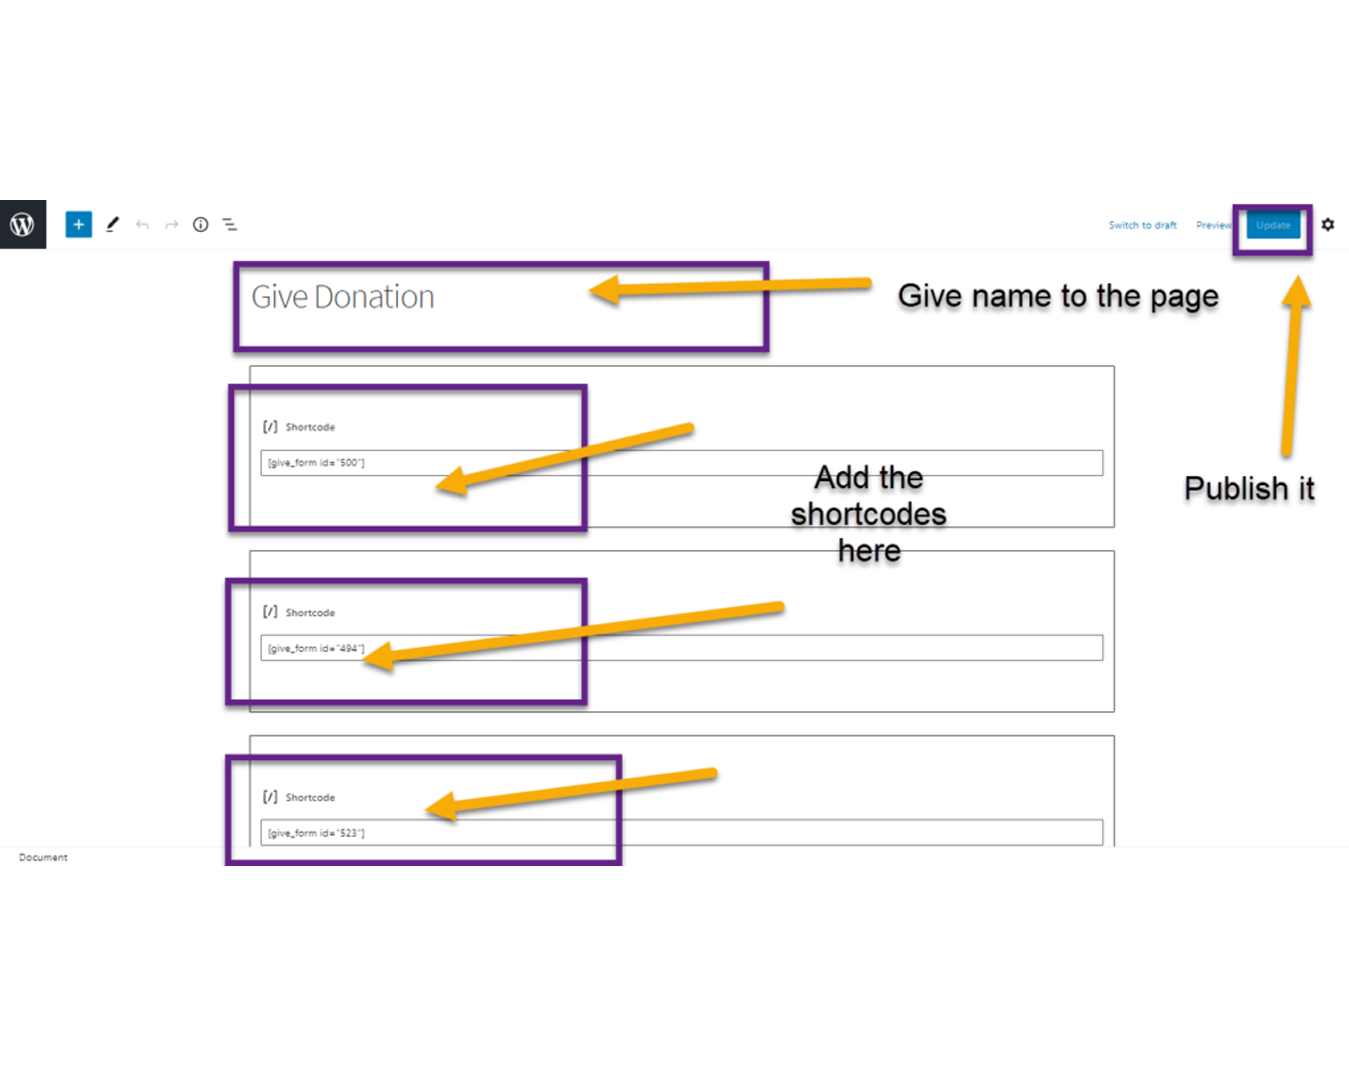 Switch to draft Preview Update
Give Donation
Give name to the page
[/] Shortcode
[give_form id="500"]
Add the
shortcodes
here
Publish it
[/] Shortcode
[give_form id="494"]
[/] Shortcode
[give_form id="523"]
Document